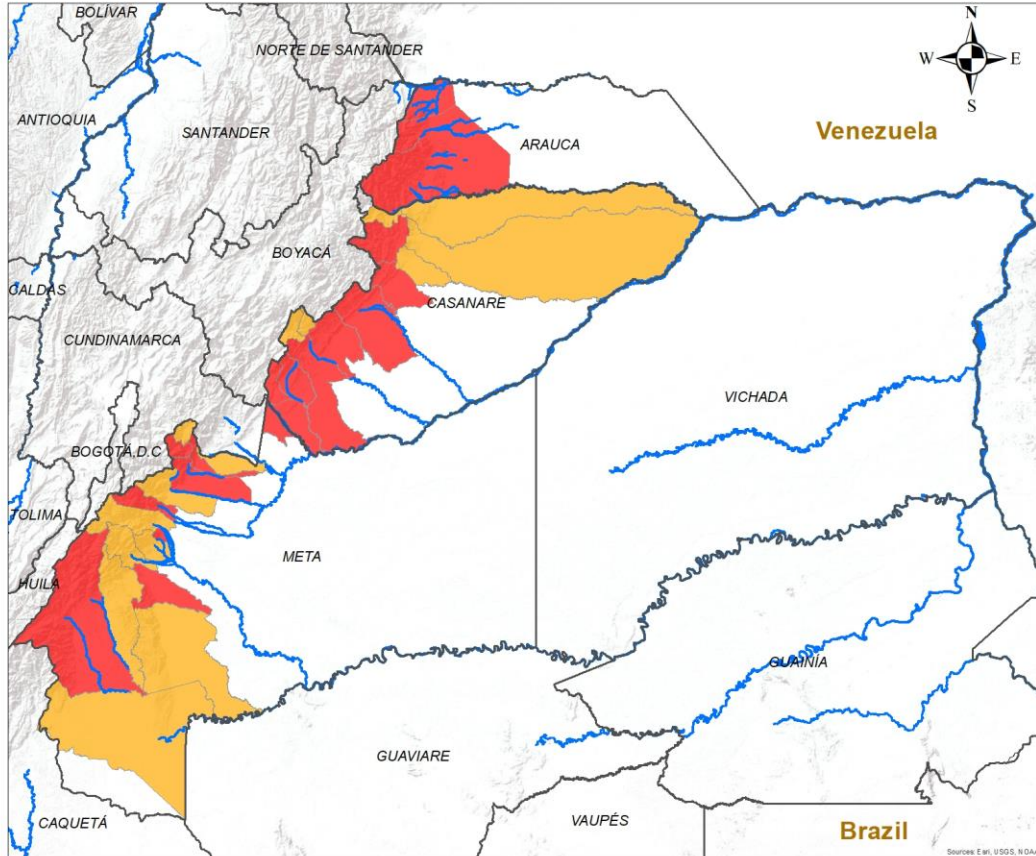 BOLÍVAR
NORTE DE SANTANDER
N
W
E
S
ANTIOQUIA
SANTANDER
ARAUCA
Venezuela
BOYACÁ
CALDAS
CASANARE
CUNDINAMARCA
VICHADA
BOGOTÁ,D.C
TOLIMA
META
HUILA
GUAINÍA
GUAVIARE
CAQUETÁ
VAUPÉS
Brazil
Sources: Esri, USGS, NOAA